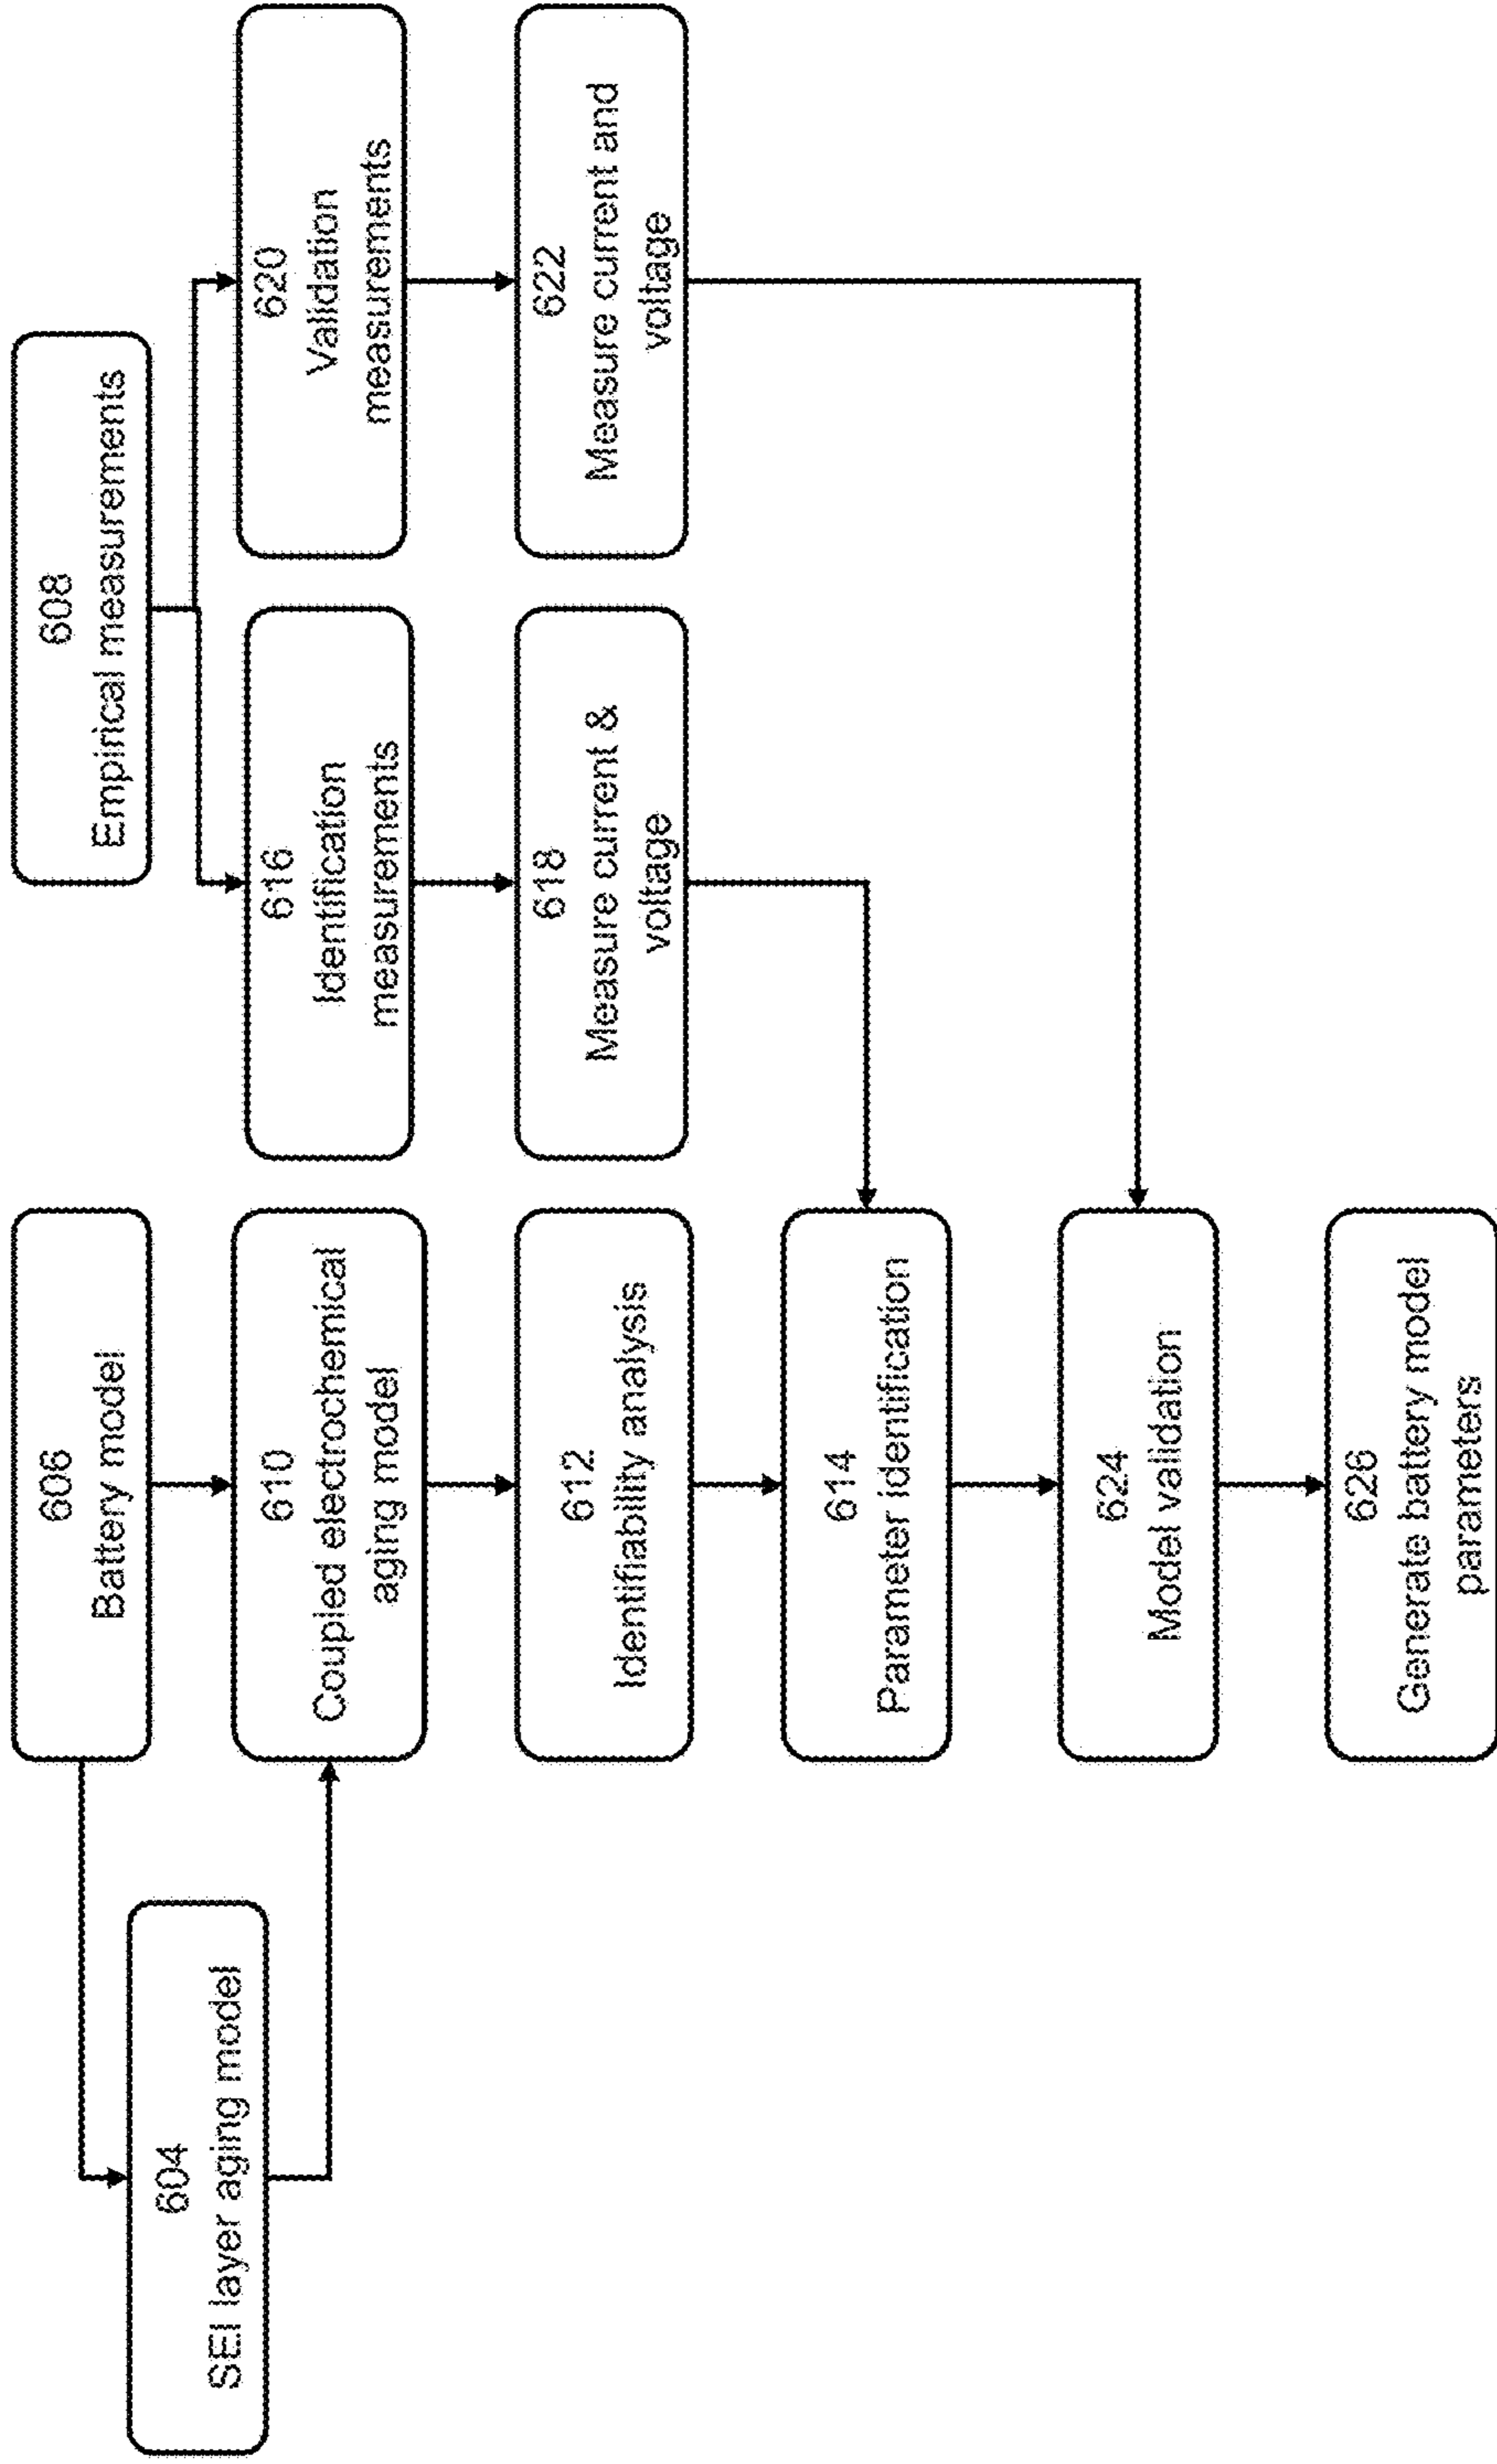 606
Battery model
608
Empirical measurements
604
SEI layer aging model
610
Coupled electrochemical
aging model
616
Identification
measurements
620
Validation
measurements
612
Identifiability analysis
618
Measure current &
voltage
622
Measure current and
voltage
614
Parameter identification
624
Model validation
628
Generate battery model
parameters